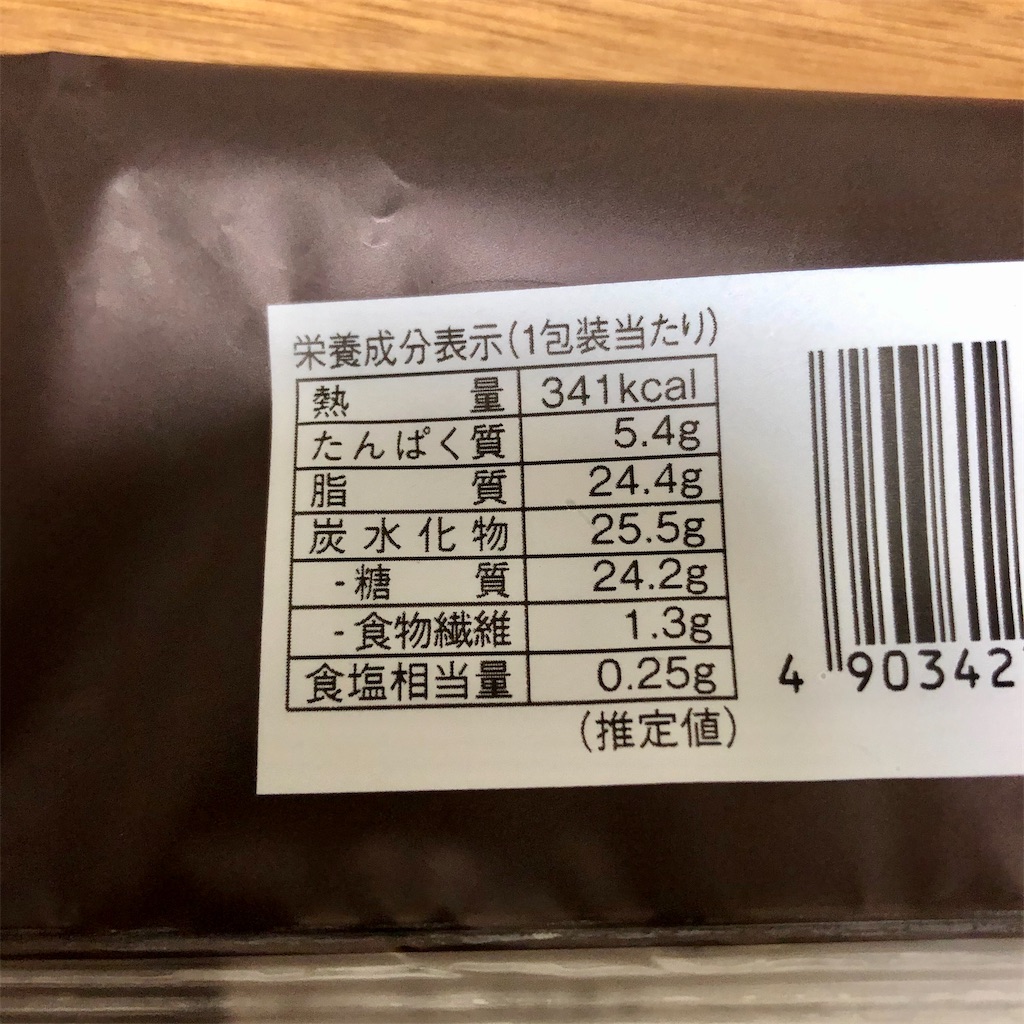 栄養成分表示(1包装当たり)
熱量 341kcal
たんぱく質 5.4g
脂質 24.4g
炭水化物 25.5g
-糖質 24.2g
-食物繊維 1.3g
食塩相当量 0.25g
(推定値)
4 90342